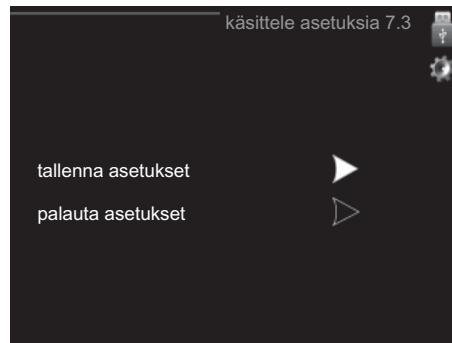 käsittele asetuksia 7.3
tallenna asetukset
palauta asetukset